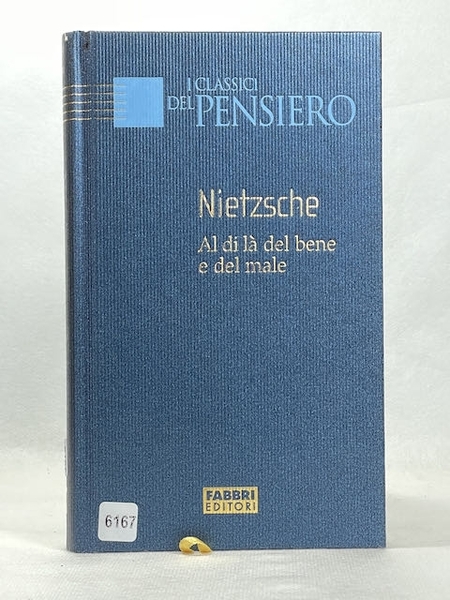 I CLASSICI
DEL PENSIERO
Nietzsche
Al di là del bene
e del male
FABBRI
EDITORI
6167